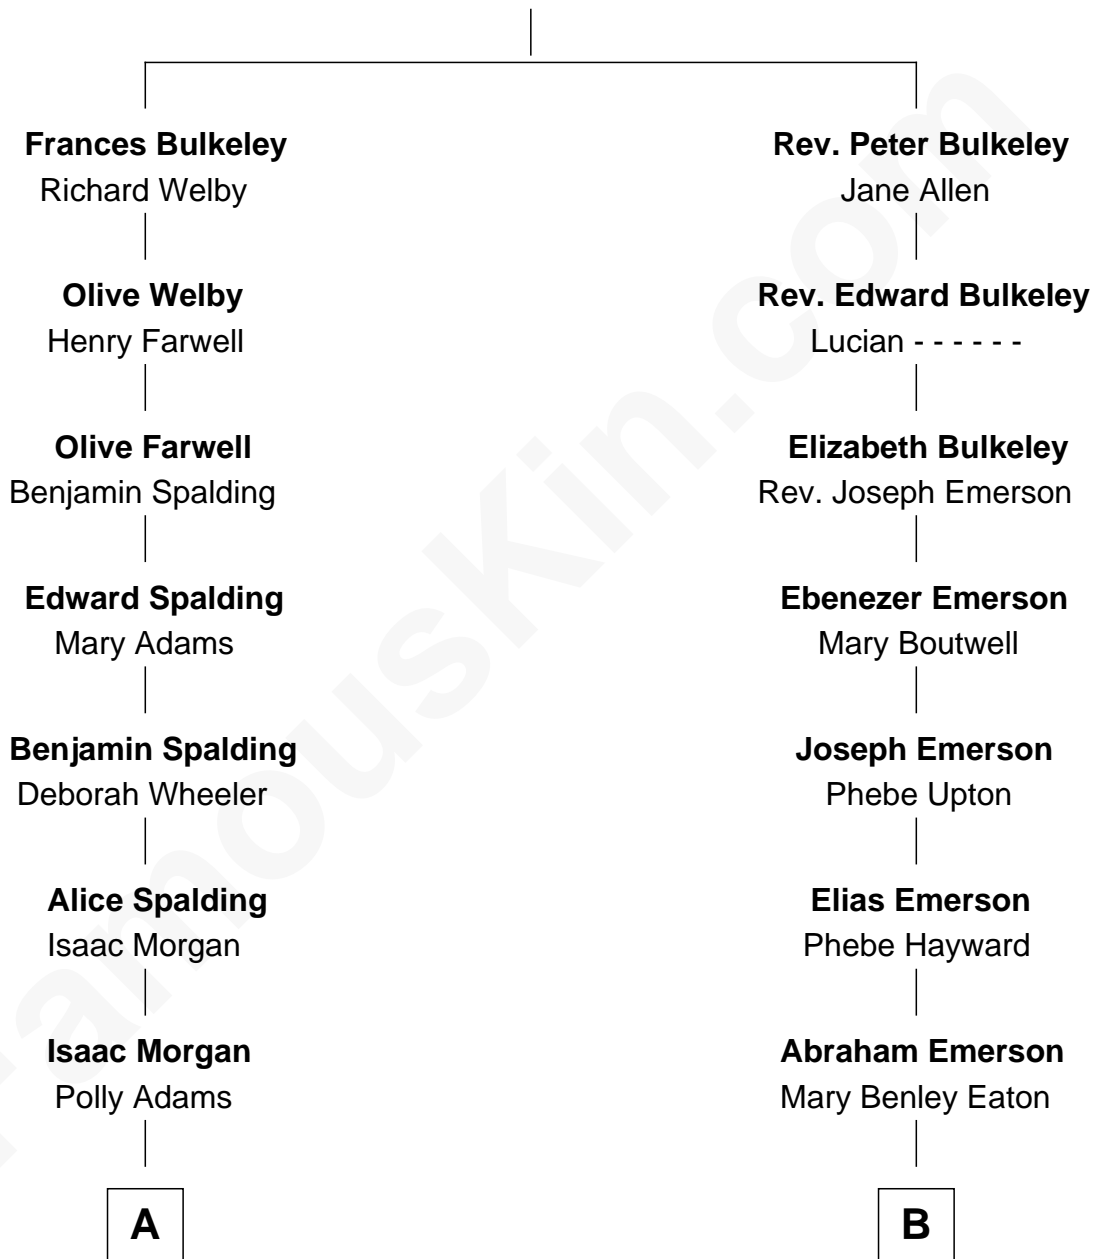 Frances Bulkeley
Richard Welby
Olive Welby
Henry Farwell
Olive Farwell
Benjamin Spalding
Edward Spalding
Mary Adams
Benjamin Spalding
Deborah Wheeler
Alice Spalding
Isaac Morgan
Isaac Morgan
Polly Adams
A
Rev. Peter Bulkeley
Jane Allen
Rev. Edward Bulkeley
Lucian - - - - - -
Elizabeth Bulkeley
Rev. Joseph Emerson
Ebenezer Emerson
Mary Boutwell
Joseph Emerson
Phebe Upton
Elias Emerson
Phebe Hayward
Abraham Emerson
Mary Benley Eaton
B
FamousKin.com